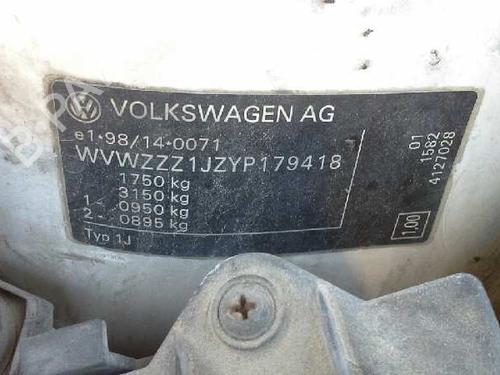 VOLKSWAGEN AG
e1*98/14*0071
WVWZZZ1JZYP179418
1750 kg
3150 kg
1- 0950 kg
2- 0895 kg
Typ 1J
01
1582
4127028
1,00
B-PA